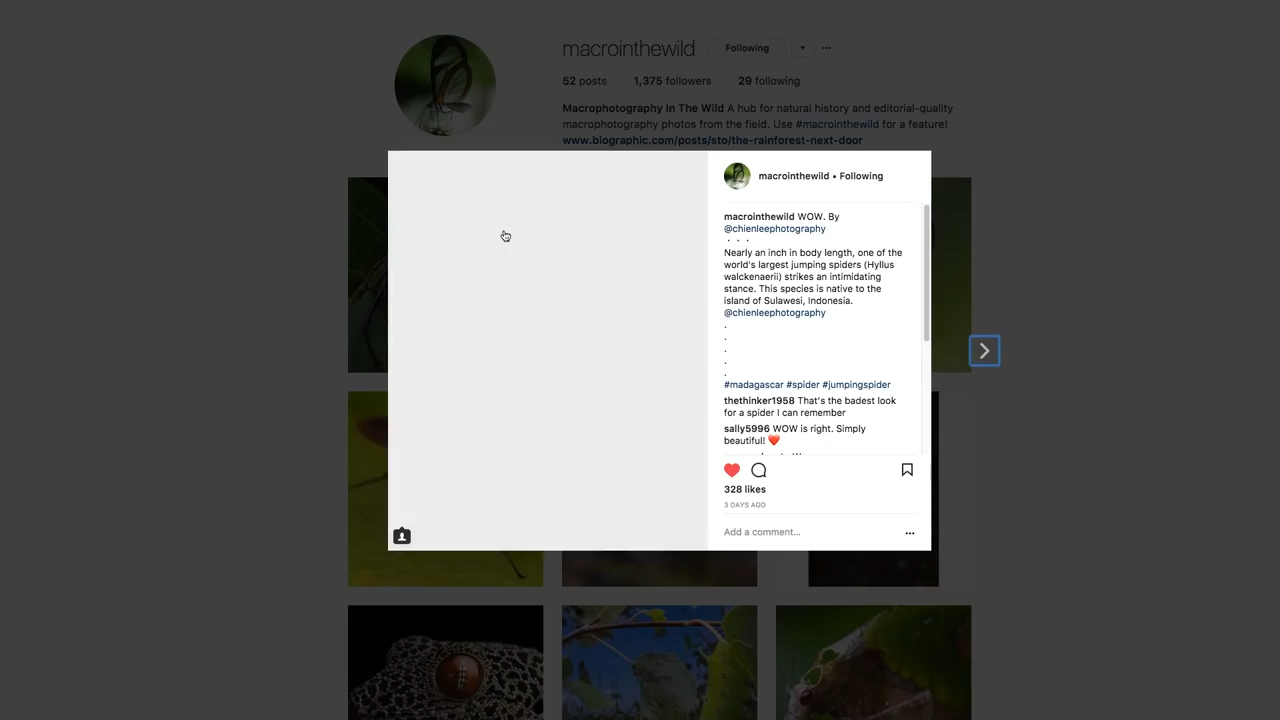 macrointhewild Following
52 posts 1,375 followers 29 following
Macrophotography in The Wild A hub for natural history and editorial-quality
macrophotography photos from the field. Use #macrointhewild for a feature!
www.biographic.com/posts/sto/the-rainforest-next-door
macrointhewild • Following
macrointhewild WOW. By
@chienleephotography
. . .
Nearly an inch in body length, one of the
world's largest jumping spiders (Hyllus
walckenaerii) strikes an intimidating
stance. This species is native to the
island of Sulawesi, Indonesia.
@chienleephotography
.
.
.
.
.
#madagascar #spider #jumpingspider
thethinker1958 That's the badest look
for a spider I can remember
sally5996 WOW is right. Simply
beautiful! ❤️
328 likes
3 DAYS AGO
Add a comment...